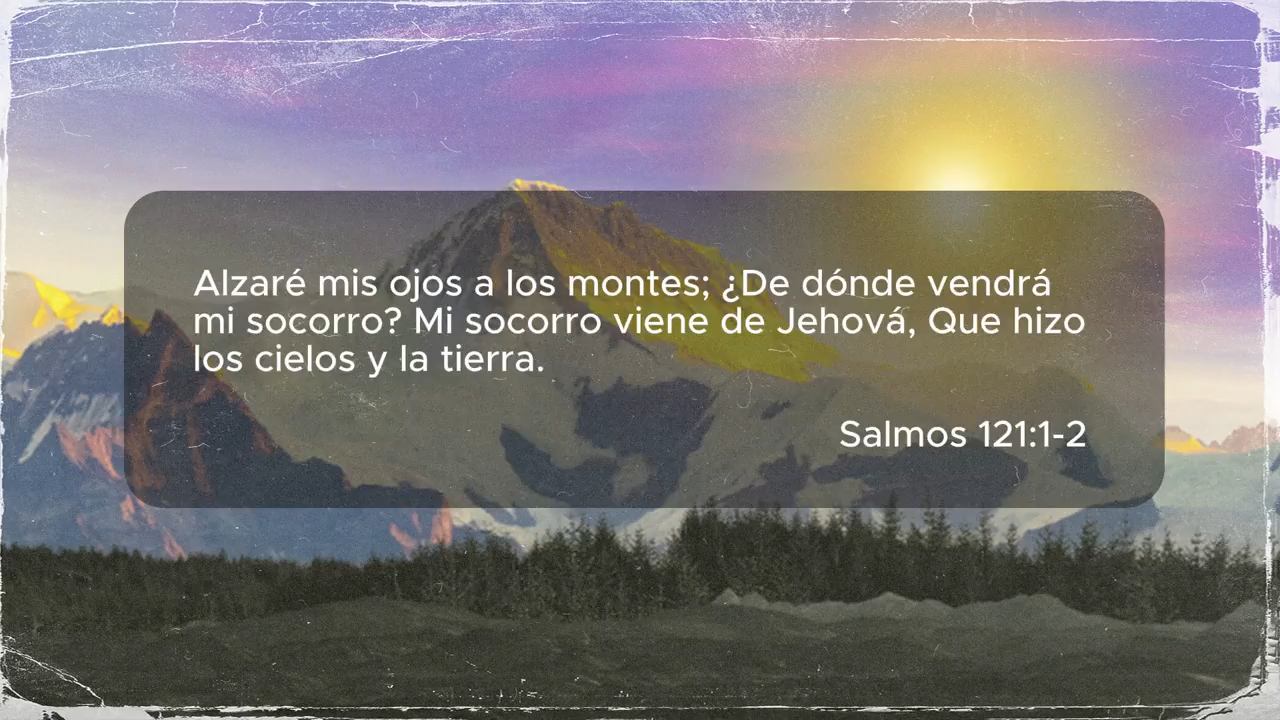 Alzaré mis ojos a los montes; ¿De dónde vendrá
mi socorro? Mi socorro viene de Jehová, Que hizo
los cielos y la tierra.
Salmos 121:1-2